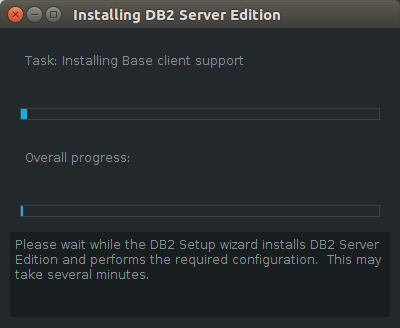 Installing DB2 Server Edition
Task: Installing Base client support
Overall progress:
Please wait while the DB2 Setup wizard installs DB2 Server
Edition and performs the required configuration.  This may
take several minutes.